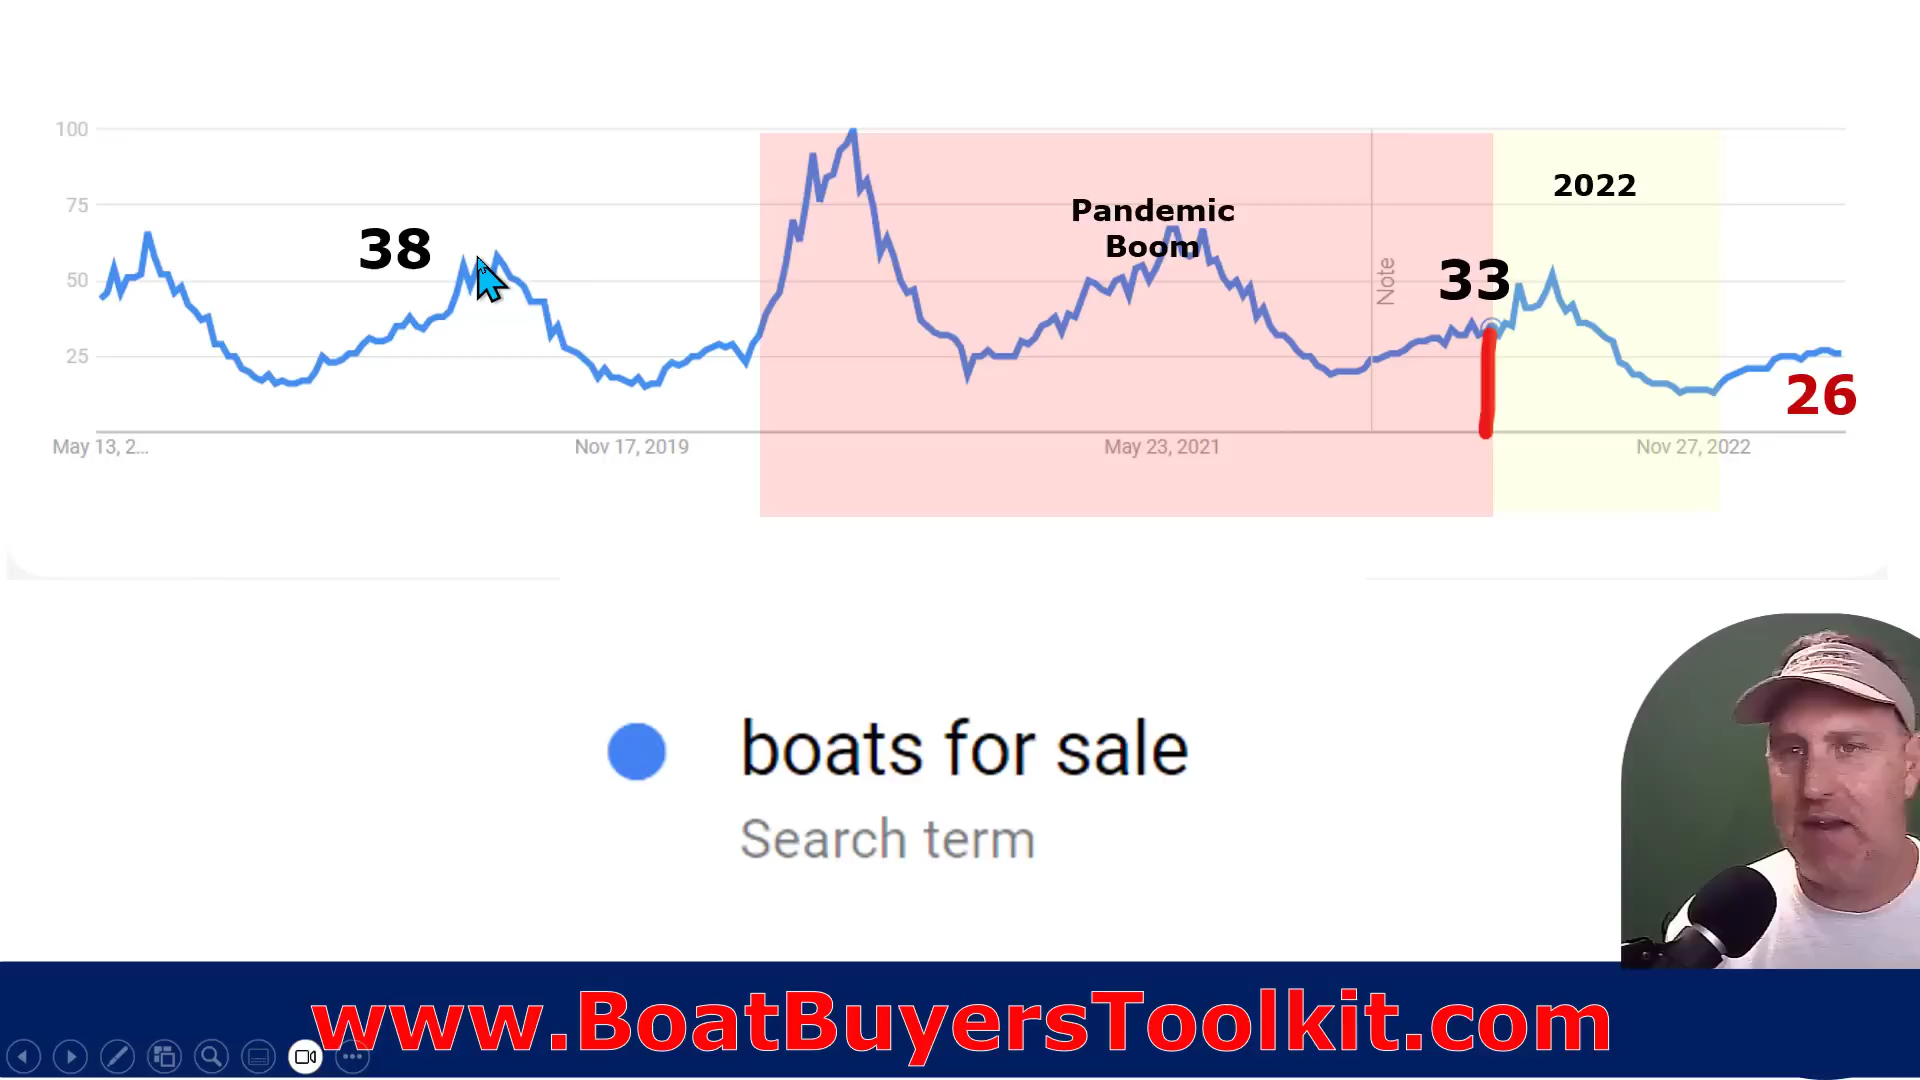 100
75
50
25
38
Pandemic
Boom
Note
33
2022
26
May 13, 2...
Nov 17, 2019
May 23, 2021
Nov 27, 2022
boats for sale
Search term
www.BoatBuyersToolkit.com